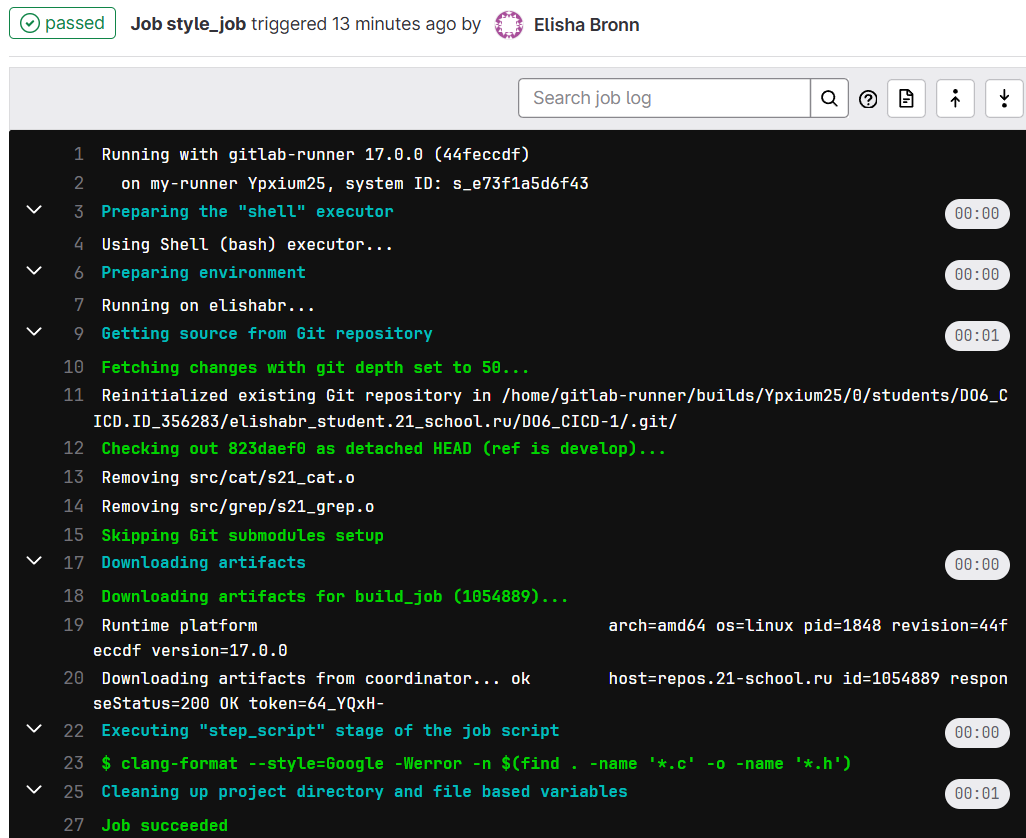 passed Job style_job triggered 13 minutes ago by Elisha Bronn
Search job log
1 Running with gitlab-runner 17.0.0 (44feccdf)
2 on my-runner Ypxium25, system ID: s_e73f1a5d6f43
3 Preparing the "shell" executor 00:00
4 Using Shell (bash) executor...
6 Preparing environment 00:00
7 Running on elishabr...
9 Getting source from Git repository 00:01
10 Fetching changes with git depth set to 50...
11 Reinitialized existing Git repository in /home/gitlab-runner/builds/Ypxium25/0/students/DO6_C
ICD.ID_356283/elishabr_student.21_school.ru/DO6_CICD-1/.git/
12 Checking out 823daef0 as detached HEAD (ref is develop)...
13 Removing src/cat/s21_cat.o
14 Removing src/grep/s21_grep.o
15 Skipping Git submodules setup
17 Downloading artifacts 00:00
18 Downloading artifacts for build_job (1054889)...
19 Runtime platform arch=amd64 os=linux pid=1848 revision=44f
eccdf version=17.0.0
20 Downloading artifacts from coordinator... ok host=repos.21-school.ru id=1054889 respon
seStatus=200 OK token=64_YQxH-
22 Executing "step_script" stage of the job script 00:00
23 $ clang-format --style=Google -Werror -n $(find . -name '*.c' -o -name '*.h')
25 Cleaning up project directory and file based variables 00:01
27 Job succeeded